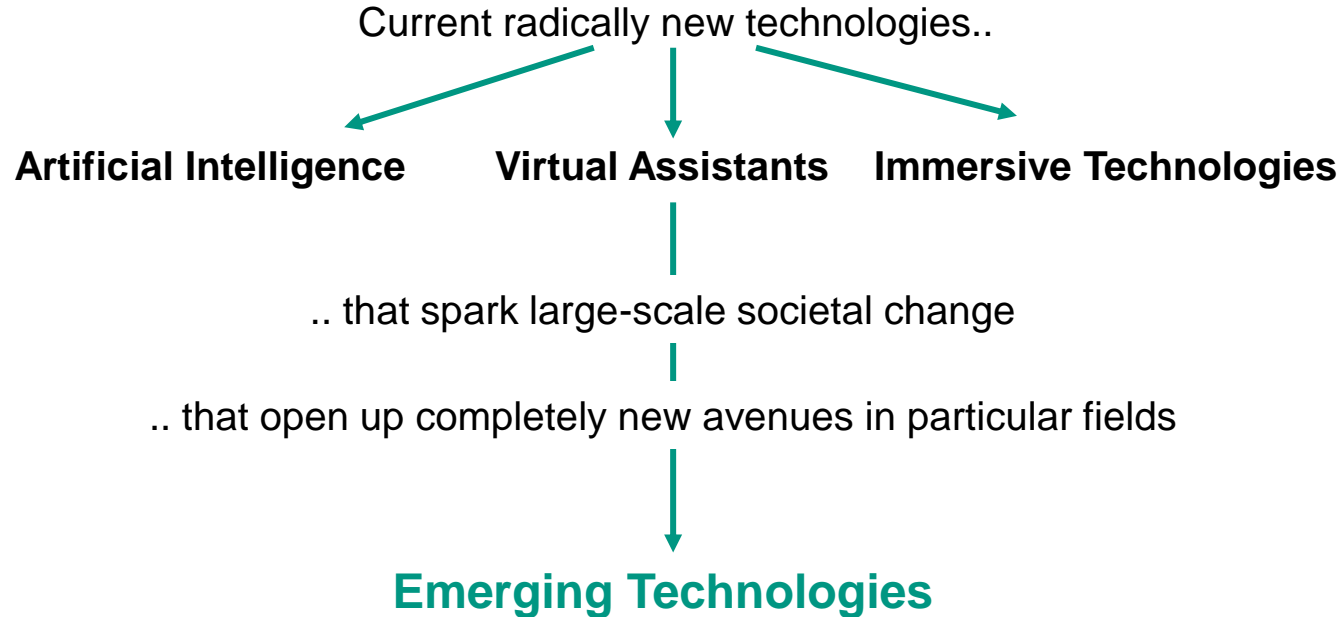 Current radically new technologies..
Artificial Intelligence Virtual Assistants Immersive Technologies
.. that spark large-scale societal change
.. that open up completely new avenues in particular fields
Emerging Technologies